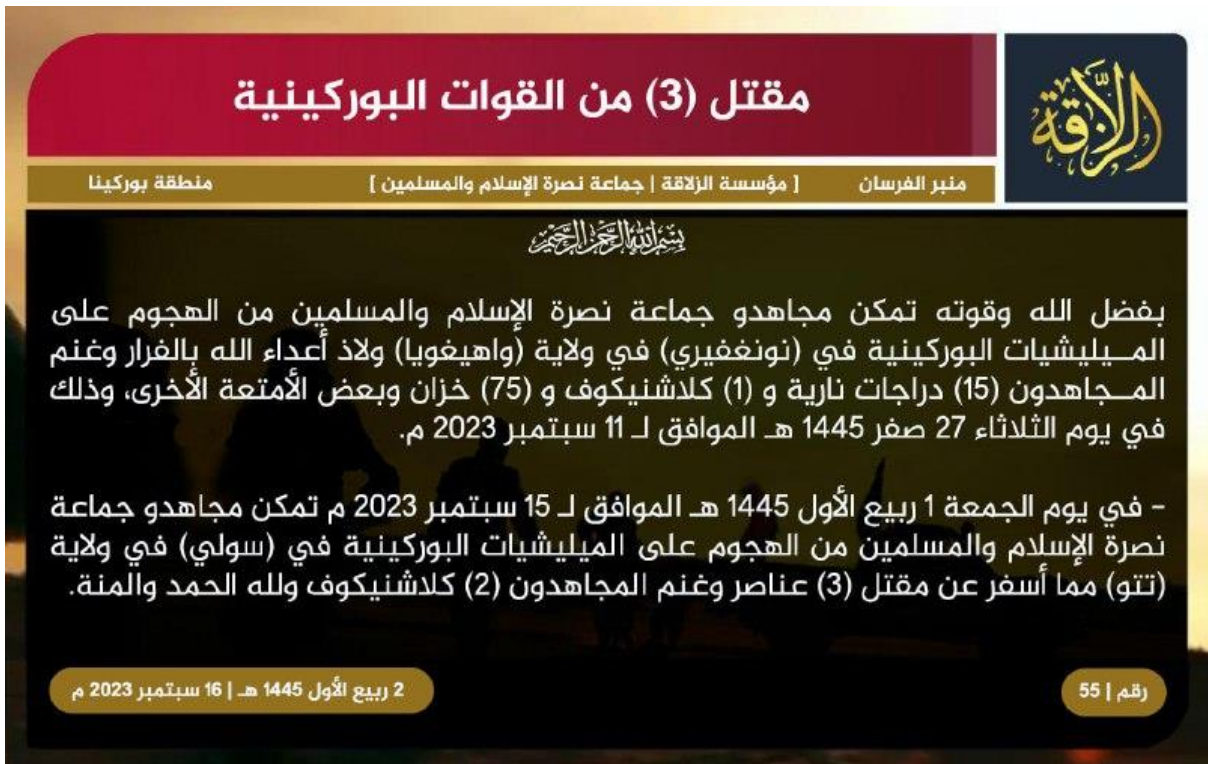 الزلاقة
مقتل (3) من القوات البوركينية
منبر الفرسان
[ مؤسسة الزلاقة | جماعة نصرة الإسلام والمسلمين ]
منطقة بوركينا
بسم الله الرحمن الرحيم
بفضل الله وقوته تمكن مجاهدو جماعة نصرة الإسلام والمسلمين من الهجوم على
المـيليشيات البوركينية في (نونغفيري) في ولاية (واهيغويا) ولاذ أعداء الله بالفرار وغنم
المـجاهدون (15) دراجات نارية و (1) كلاشنيكوف و (75) خزان وبعض الأمتعة الأخرى، وذلك
في يوم الثلاثاء 27 صفر 1445 هـ الموافق لـ 11 سبتمبر 2023 م.
- في يوم الجمعة 1 ربيع الأول 1445 هـ الموافق لـ 15 سبتمبر 2023 م تمكن مجاهدو جماعة
نصرة الإسلام والمسلمين من الهجوم على الميليشيات البوركينية في (سولي) في ولاية
(تتو) مما أسفر عن مقتل (3) عناصر وغنم المجاهدون (2) كلاشنيكوف ولله الحمد والمنة.
رقم | 55
2 ربيع الأول 1445 هـ | 16 سبتمبر 2023 م